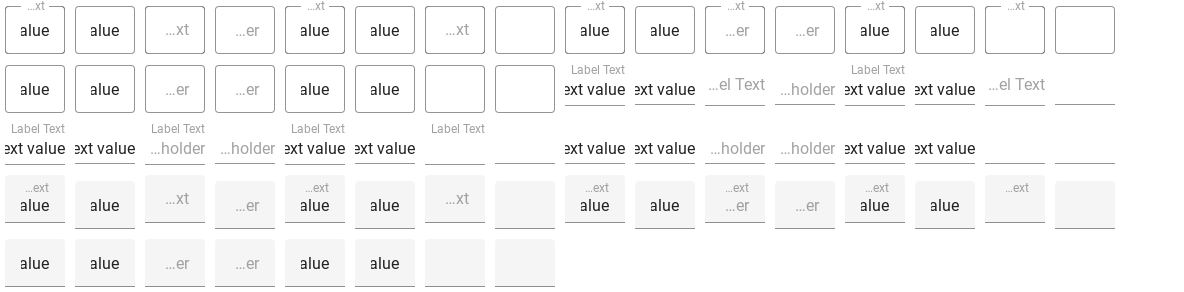 ...xt ...xt ...xt ...xt ...xt
alue alue ...xt ...er alue alue ...xt alue alue ...er ...er alue alue
Label Text Label Text
alue alue ...er ...er alue alue ext value ext value ...el Text ...holder ext value ext value ...el Text
Label Text Label Text Label Text Label Text
ext value ext value ...holder ...holder ext value ext value ext value ext value ...holder ...holder ext value ext value
...ext ...ext ...ext ...ext ...ext ...ext
alue alue ...xt ...er alue alue ...xt alue alue ...er ...er alue alue
alue alue ...er ...er alue alue